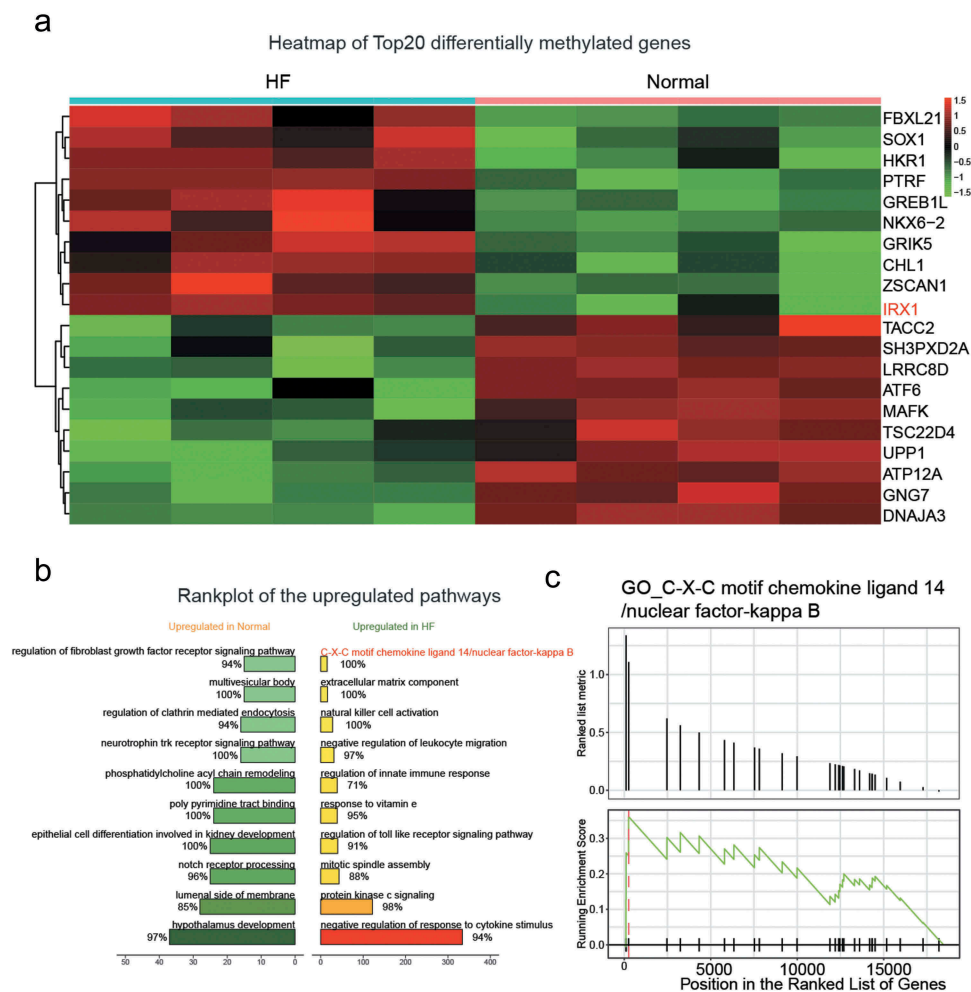 a
Heatmap of Top20 differentially methylated genes
HF Normal
FBXL21
SOX1
HKR1
PTRF
GREB1L
NKX6-2
GRIK5
CHL1
ZSCAN1
IRX1
TACC2
SH3PXD2A
LRRC8D
ATF6
MAFK
TSC22D4
UPP1
ATP12A
GNG7
DNAJA3
1.5
1
0.5
0
-0.5
-1
-1.5
b
Rankplot of the upregulated pathways
Upregulated in Normal Upregulated in HF
regulation of fibroblast growth factor receptor signaling pathway C-X-C motif chemokine ligand 14/nuclear factor-kappa B
94% 100%
multivesicular body extracellular matrix component
100% 100%
regulation of clathrin mediated endocytosis natural killer cell activation
94% 100%
neurotrophin trk receptor signaling pathway negative regulation of leukocyte migration
100% 97%
phosphatidylcholine acyl chain remodeling regulation of innate immune response
100% 71%
poly pyrimidine tract binding response to vitamin e
100% 95%
epithelial cell differentiation involved in kidney development regulation of toll like receptor signaling pathway
100% 91%
notch receptor processing mitotic spindle assembly
96% 88%
lumenal side of membrane protein kinase c signaling
85% 98%
hypothalamus development negative regulation of response to cytokine stimulus
97% 94%
50 40 30 20 10 0 0 100 200 300 400
c
GO_C-X-C motif chemokine ligand 14
/nuclear factor-kappa B
Ranked list metric
1.0
0.5
0.0
Running Enrichment Score
0.3
0.2
0.1
0.0
0 5000 10000 15000
Position in the Ranked List of Genes